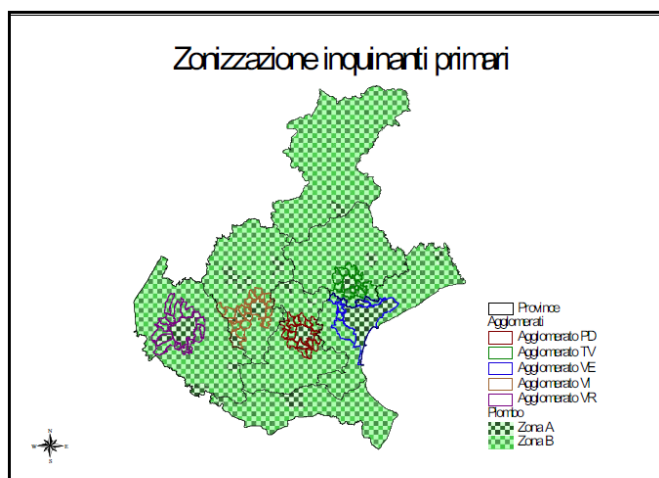 Zonizzazione inquinanti primari
Province
Agglomerati
Agglomerato PD
Agglomerato TV
Agglomerato VE
Agglomerato VI
Agglomerato VR
Piombo
Zona A
Zona B
N
W E
S